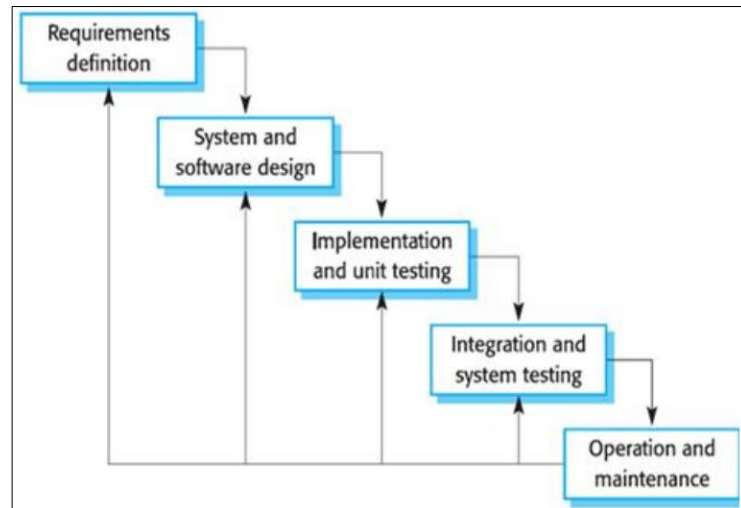 Requirements
definition
System and
software design
Implementation
and unit testing
Integration and
system testing
Operation and
maintenance